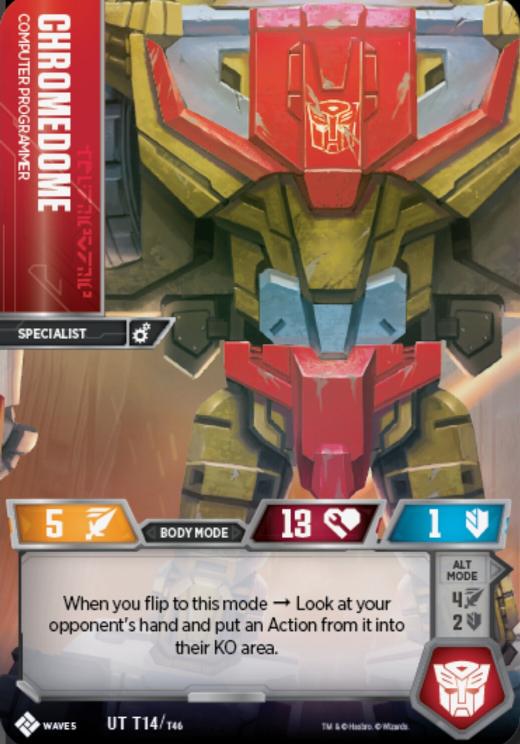 CHROMEDOME
COMPUTER PROGRAMMER
SPECIALIST
5
BODY MODE
13
1
When you flip to this mode → Look at your
opponent's hand and put an Action from it into
their KO area.
ALT
MODE
4
2
WAVE 5
UT T14/T46
TM & © Hasbro. © Wizards.